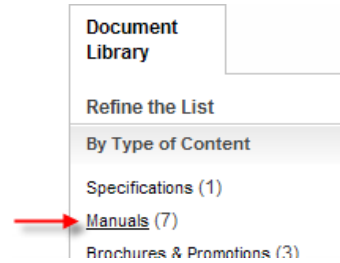 Document
Library
Refine the List
By Type of Content
Specifications (1)
Manuals (7)
Brochures & Promotions (3)